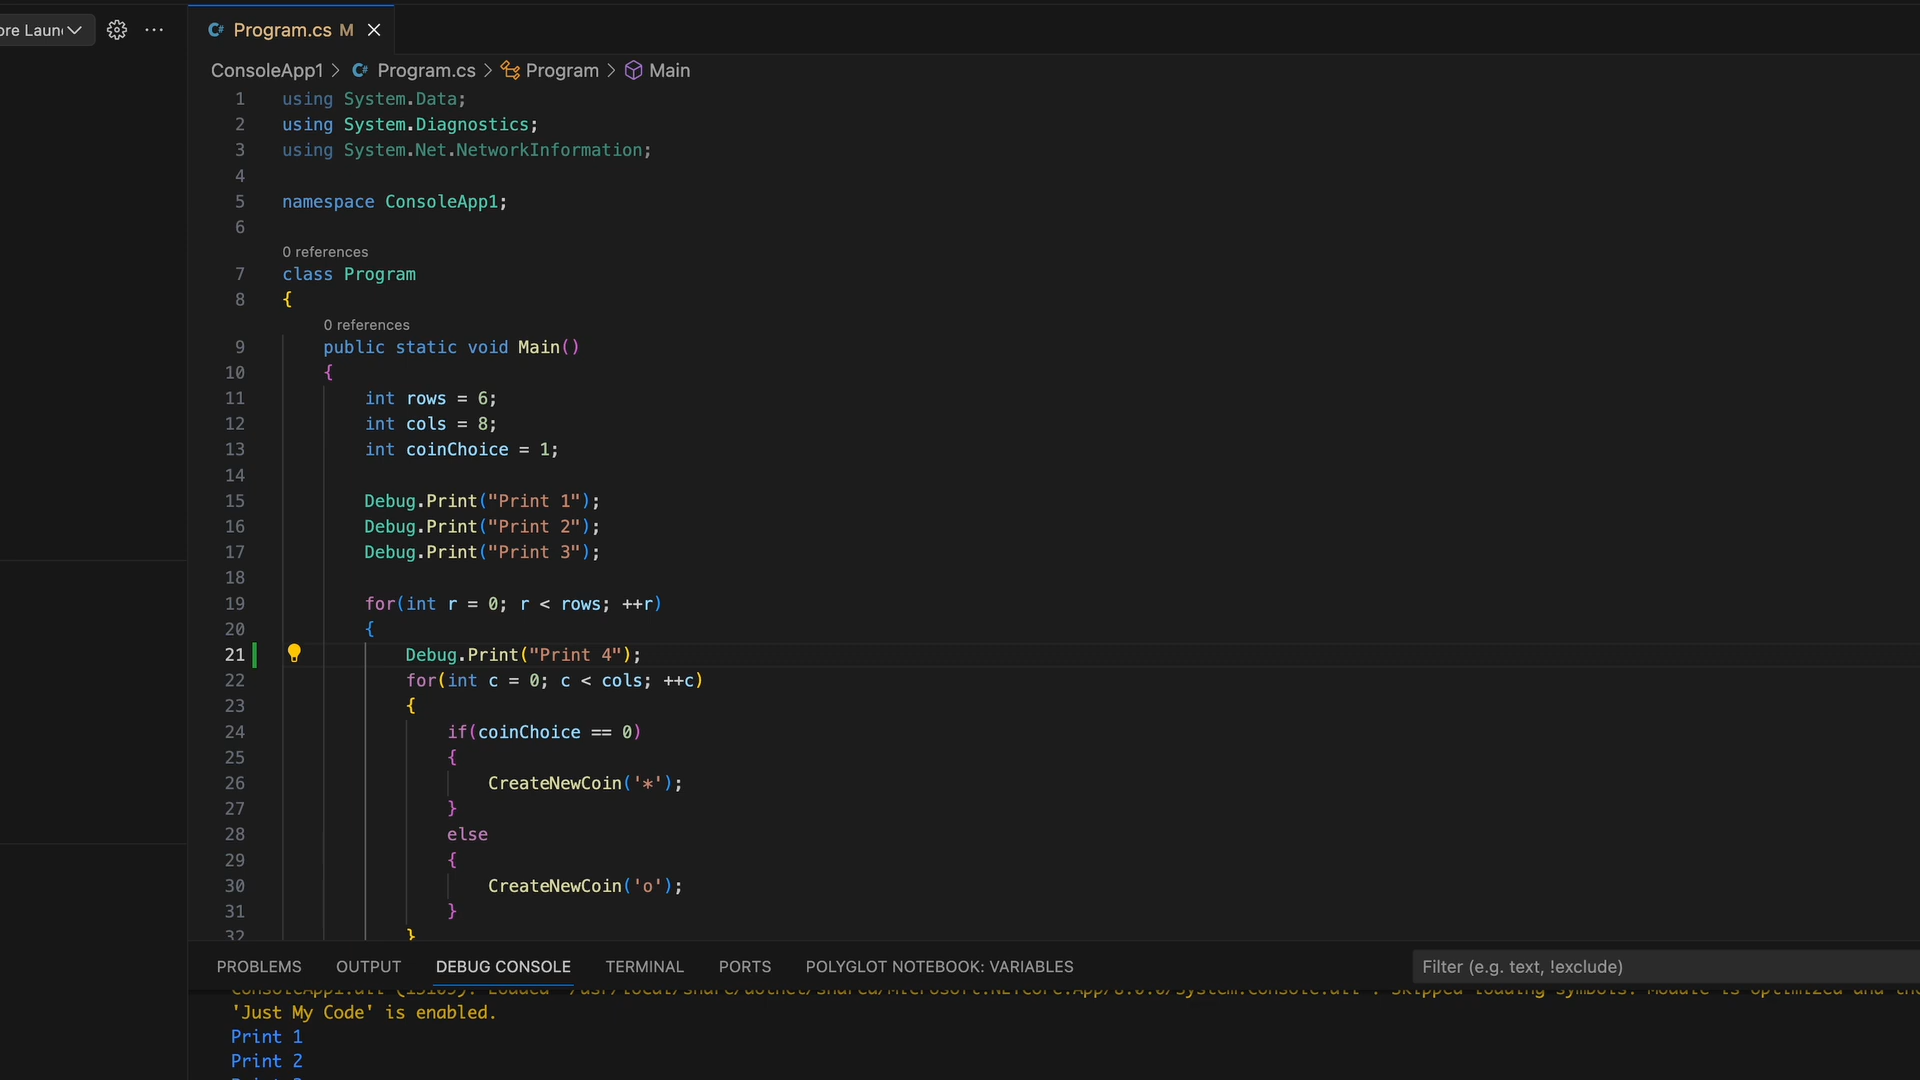 ore Laun
Program.cs M
ConsoleApp1 > Program.cs > Program > Main
1 using System.Data;
2 using System.Diagnostics;
3 using System.Net.NetworkInformation;
4
5 namespace ConsoleApp1;
6
0 references
7 class Program
8 {
0 references
9 public static void Main()
10 {
11 int rows = 6;
12 int cols = 8;
13 int coinChoice = 1;
14
15 Debug.Print("Print 1");
16 Debug.Print("Print 2");
17 Debug.Print("Print 3");
18
19 for(int r = 0; r < rows; ++r)
20 {
21 Debug.Print("Print 4");
22 for(int c = 0; c < cols; ++c)
23 {
24 if(coinChoice == 0)
25 {
26 CreateNewCoin('*');
27 }
28 else
29 {
30 CreateNewCoin('o');
31 }
32 }
PROBLEMS OUTPUT DEBUG CONSOLE TERMINAL PORTS POLYGLOT NOTEBOOK: VARIABLES Filter (e.g. text, !exclude)
'Just My Code' is enabled.
Print 1
Print 2